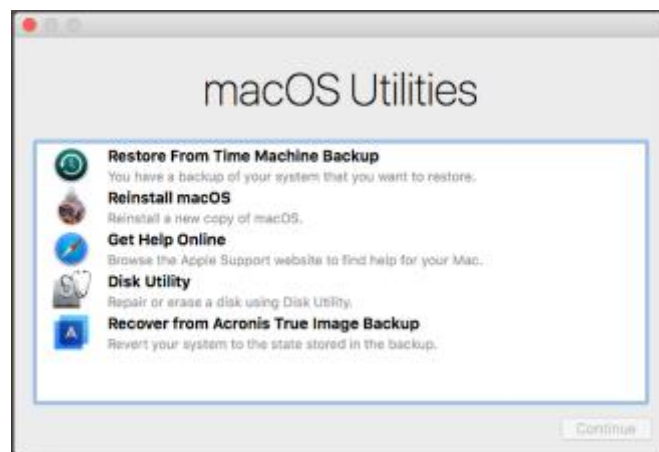 macOS Utilities
Restore From Time Machine Backup
You have a backup of your system that you want to restore.
Reinstall macOS
Reinstall a new copy of macOS.
Get Help Online
Browse the Apple Support website to find help for your Mac.
Disk Utility
Repair or erase a disk using Disk Utility.
A
Recover from Acronis True Image Backup
Revert your system to the state stored in the backup.
Continue